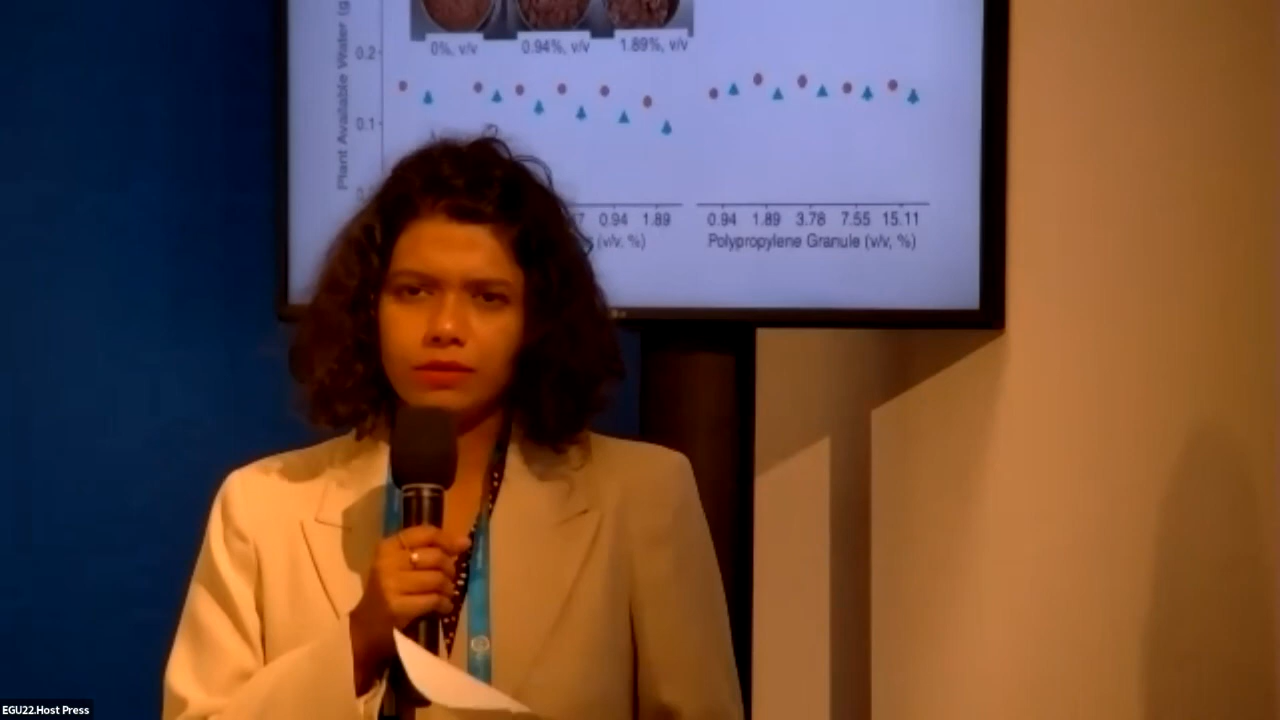 Plant Available Water (g
0.2
0.1
0%, v/v
0.94%, v/v
1.89%, v/v
0.94
1.89
(v/v, %)
0.94
1.89
3.78
7.55
15.11
Polypropylene Granule (v/v, %)
EGU22.Host Press